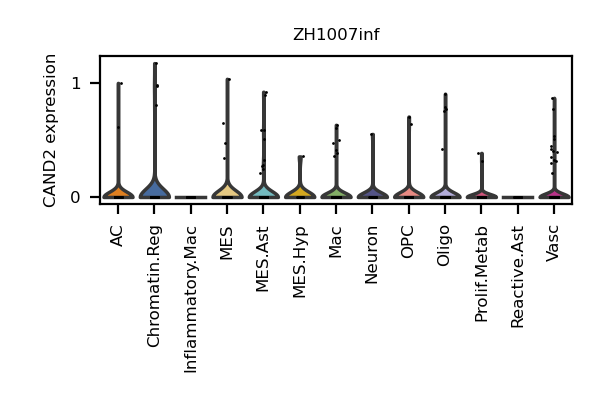 ZH1007inf
CAND2 expression
1
0
AC
Chromatin.Reg
Inflammatory.Mac
MES
MES.Ast
MES.Hyp
Mac
Neuron
OPC
Oligo
Prolif.Metab
Reactive.Ast
Vasc